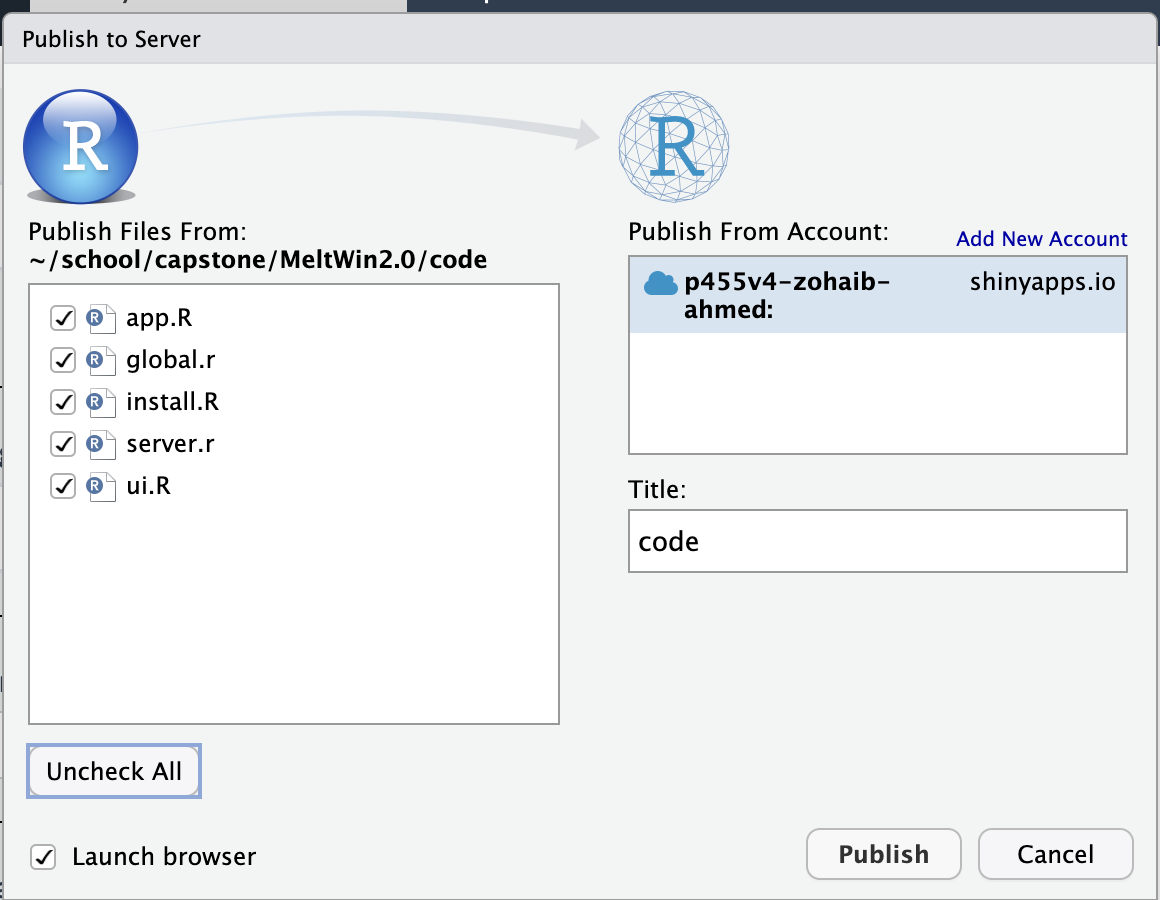 Publish to Server
R
R
Publish Files From:
~/school/capstone/MeltWin2.0/code
R app.R
R global.r
R install.R
R server.r
R ui.R
Uncheck All
Launch browser
Publish From Account:
Add New Account
p455v4-zohaib-
ahmed:
shinyapps.io
Title:
code
Publish
Cancel